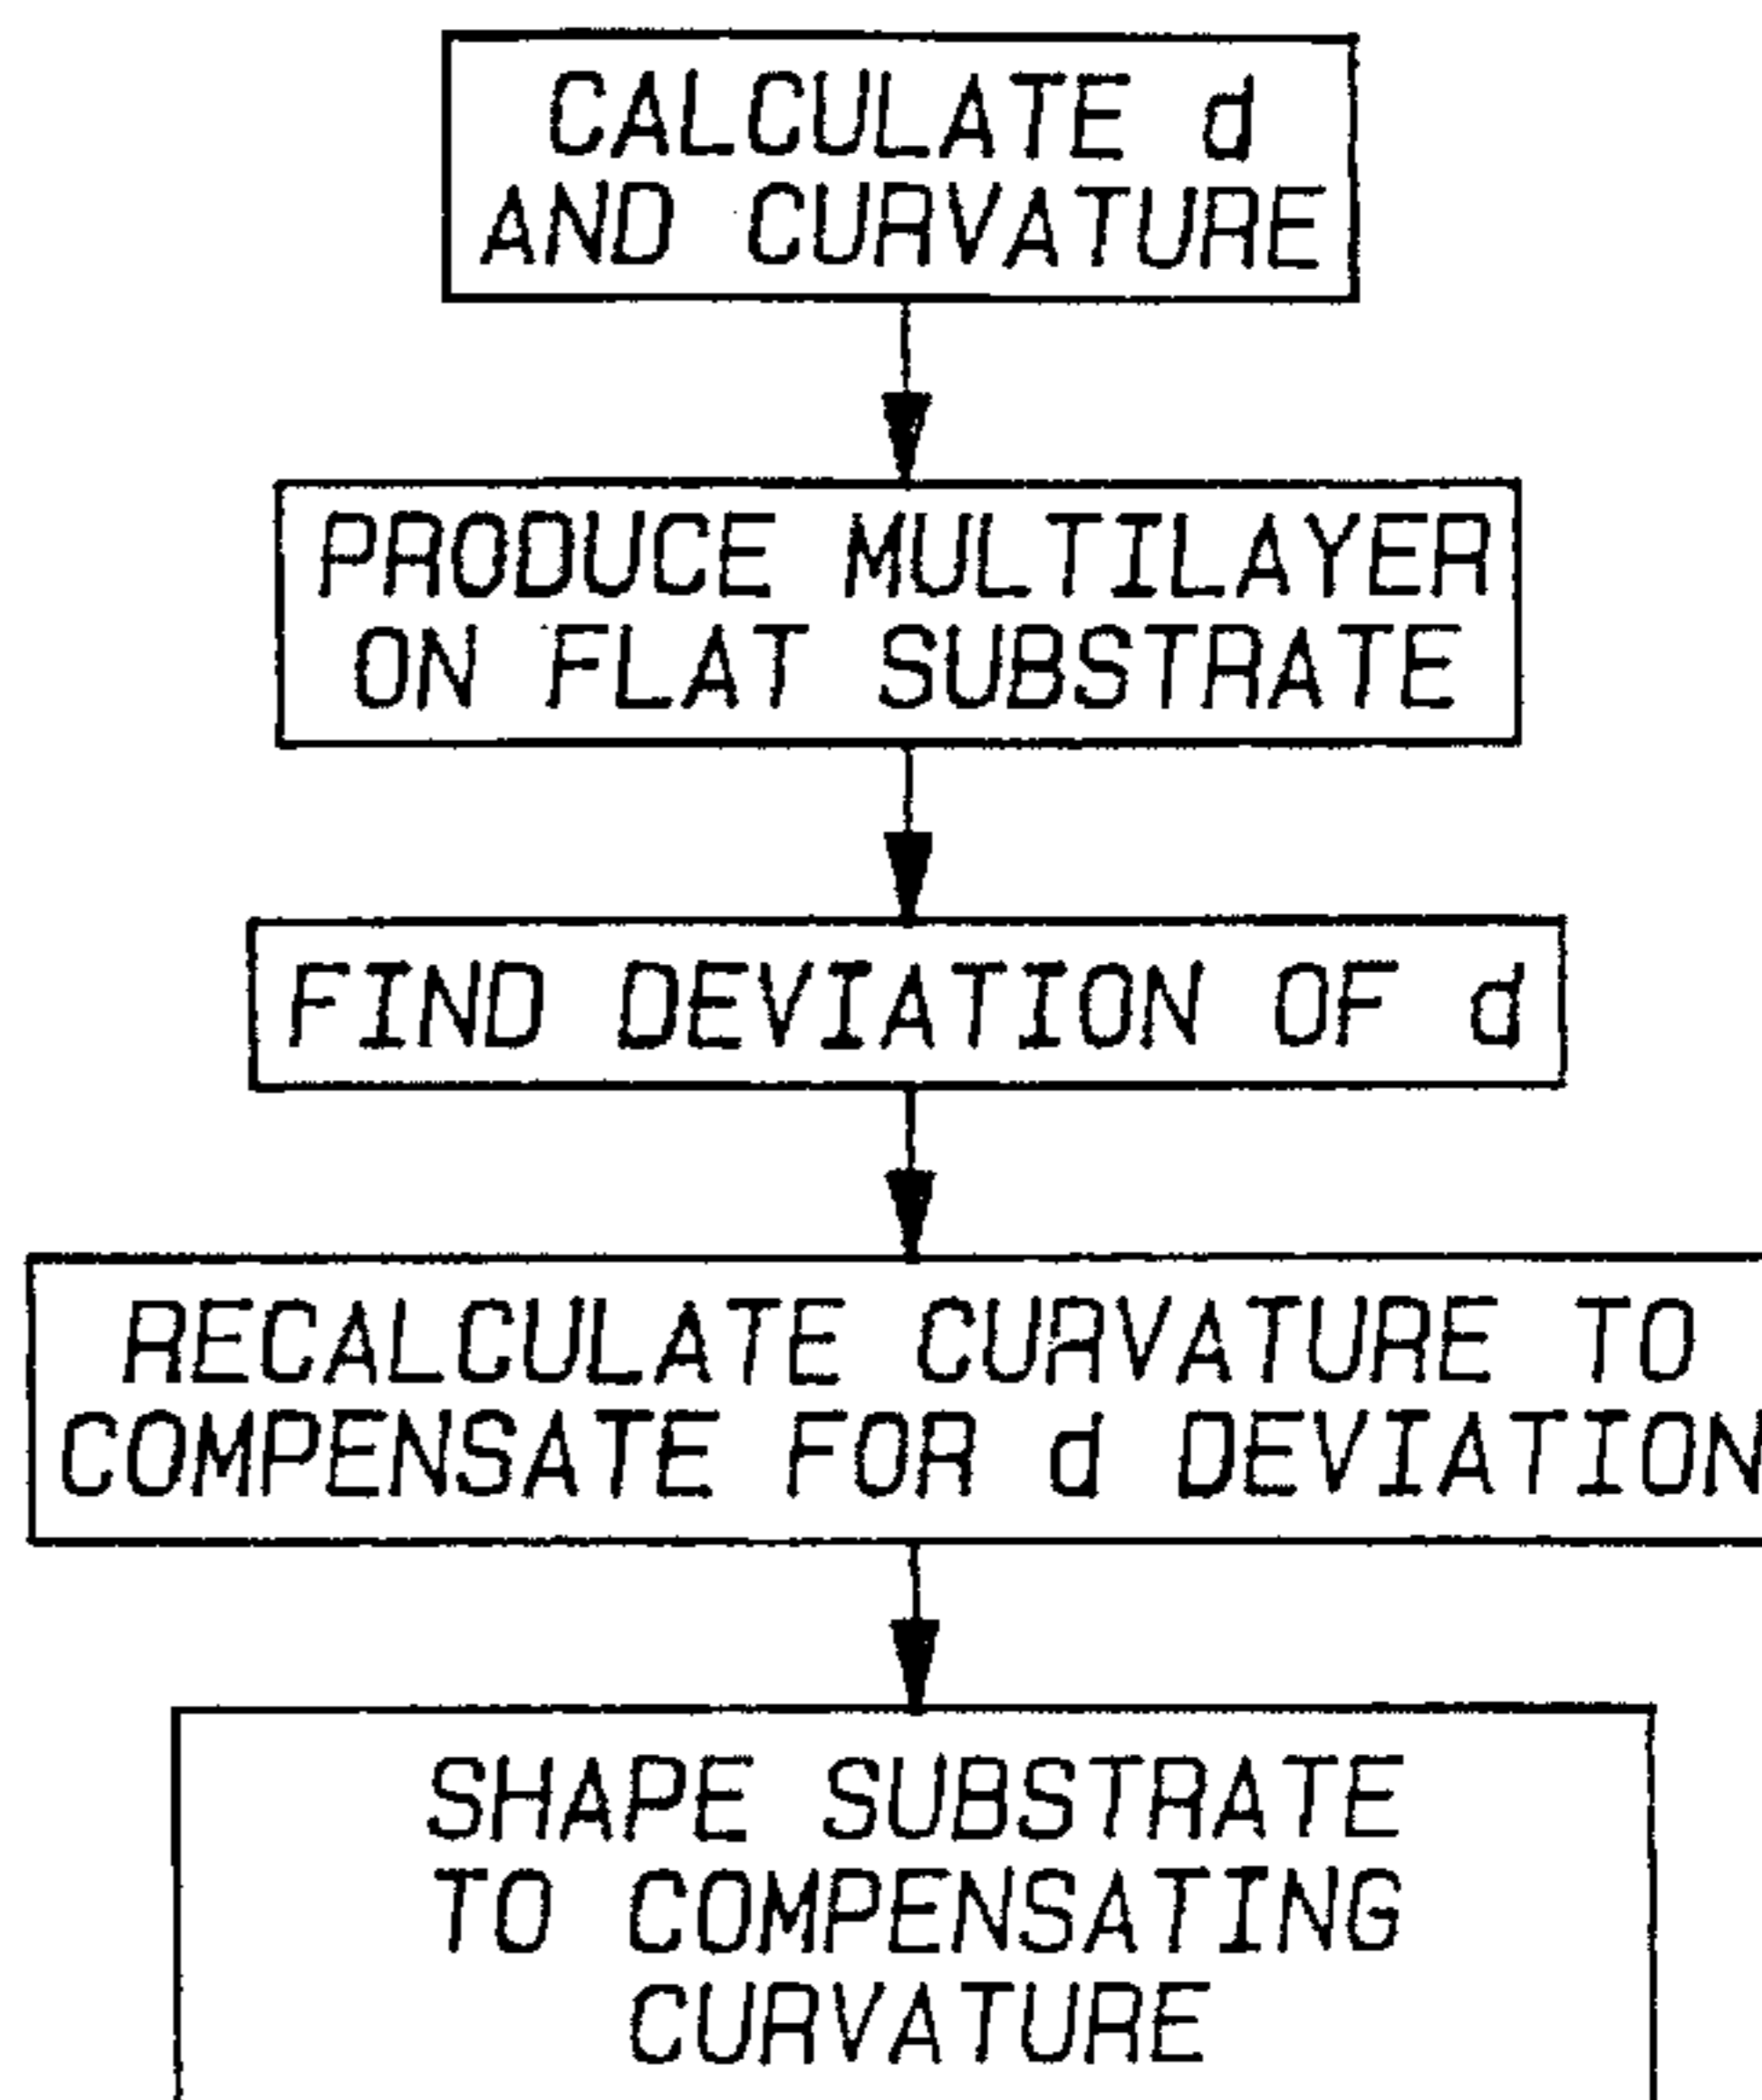 CALCULATE d
AND CURVATURE
PRODUCE MULTILAYER
ON FLAT SUBSTRATE
FIND DEVIATION OF d
RECALCULATE CURVATURE TO
COMPENSATE FOR d DEVIATION
SHAPE SUBSTRATE
TO COMPENSATING
CURVATURE